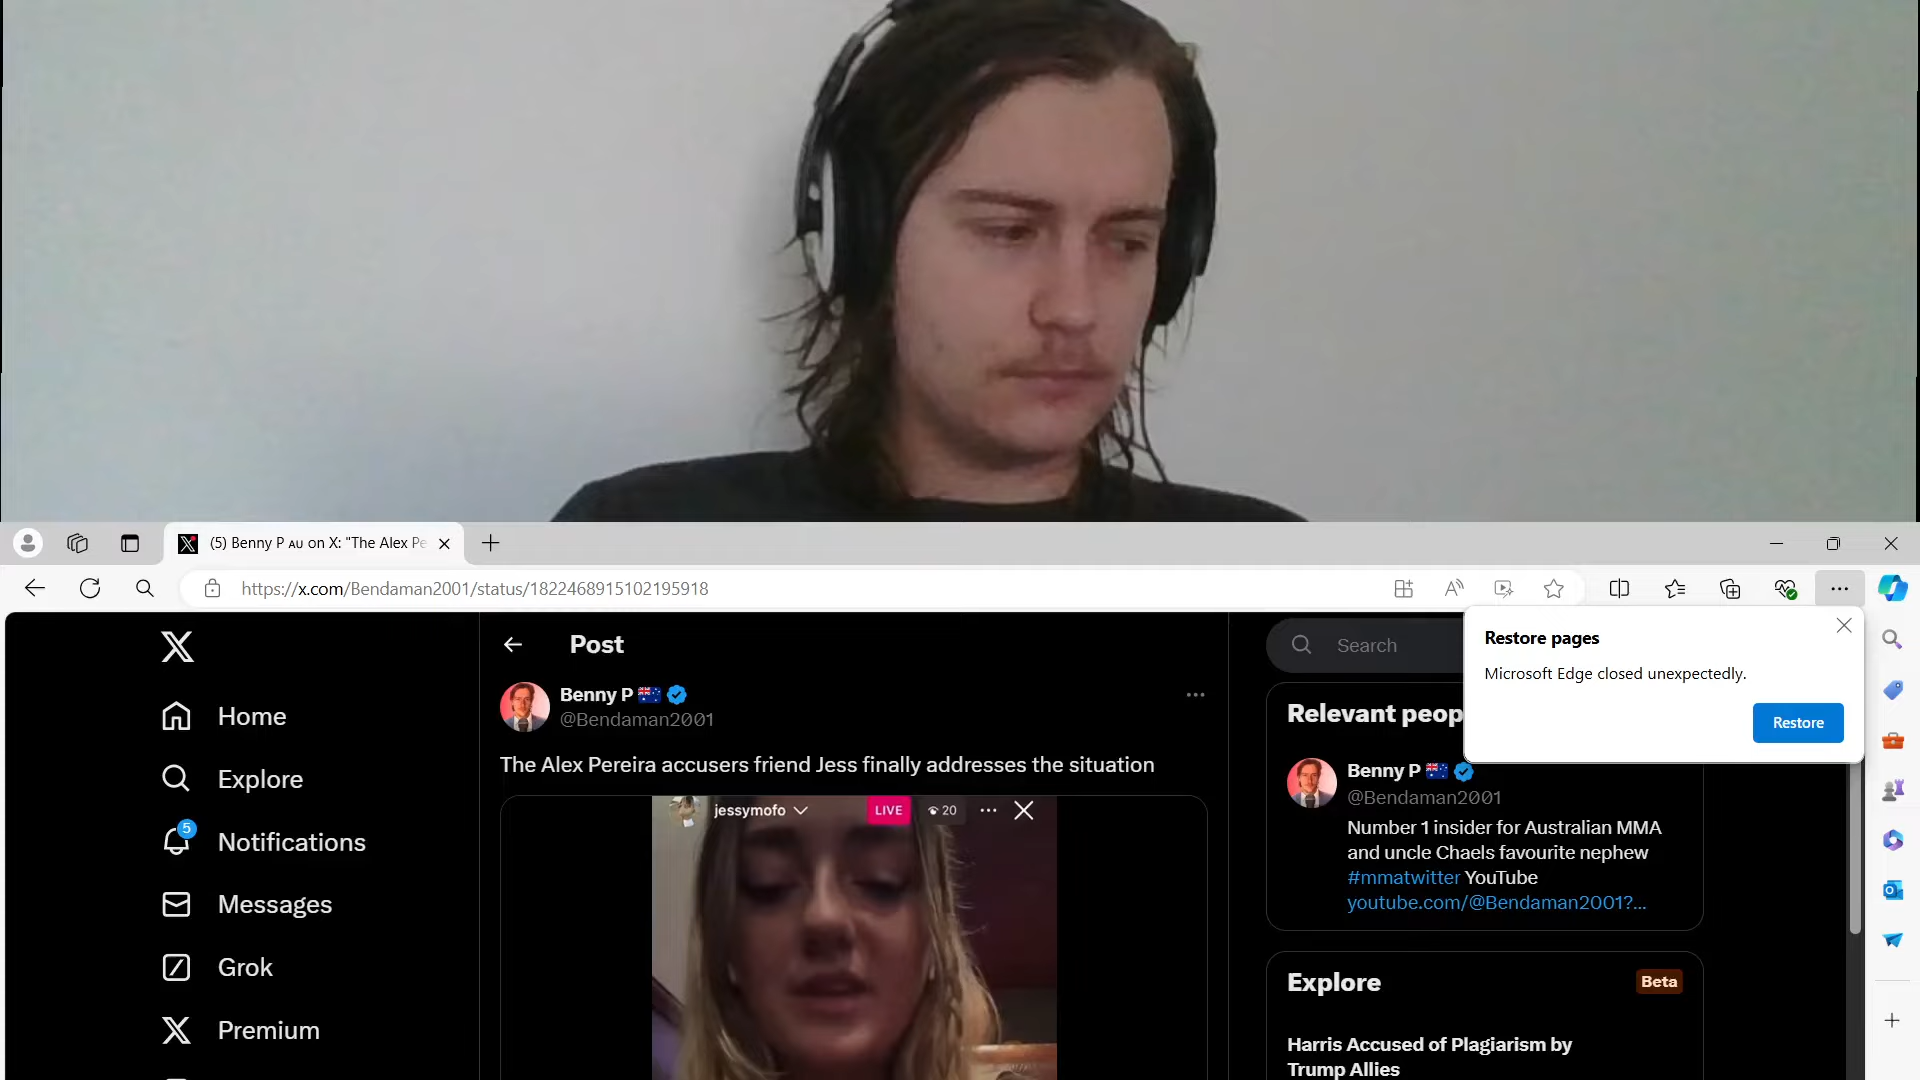 (5) Benny P AU on X: "The Alex Pe
https://x.com/Bendaman2001/status/1822468915102195918
Home
Explore
5
Notifications
Messages
Grok
Premium
Post
Benny P
@Bendaman2001
The Alex Pereira accusers friend Jess finally addresses the situation
jessymofo
LIVE
20
Search
Restore pages
Microsoft Edge closed unexpectedly.
Restore
Relevant peop
Benny P
@Bendaman2001
Number 1 insider for Australian MMA
and uncle Chaels favourite nephew
#mmatwitter YouTube
youtube.com/@Bendaman2001?...
Explore
Beta
Harris Accused of Plagiarism by
Trump Allies